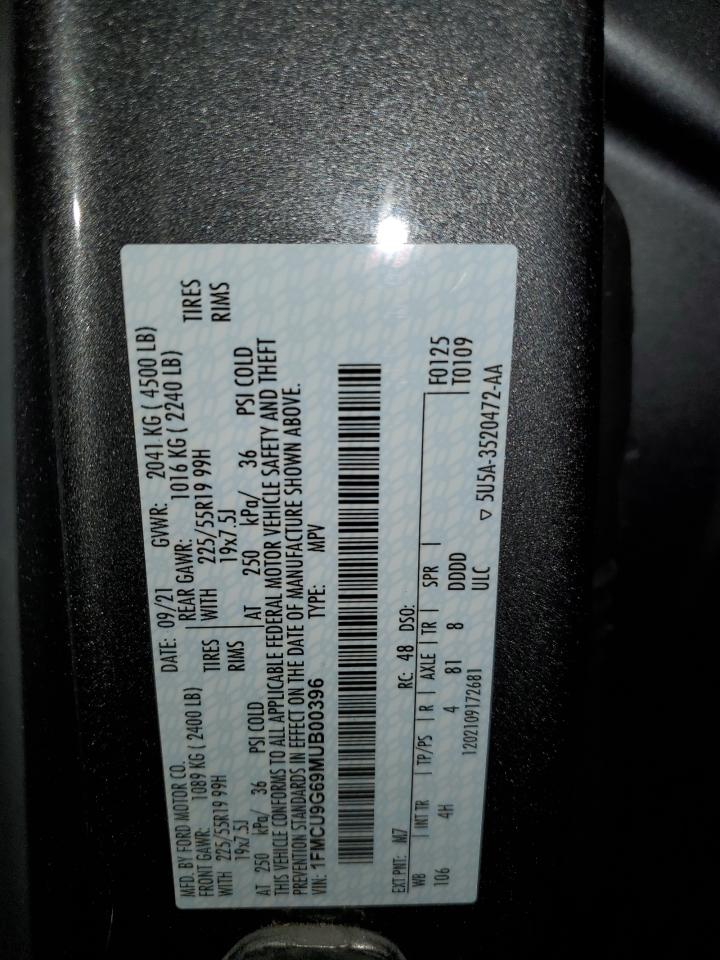 MFD. BY FORD MOTOR CO.
DATE: 09/21 GVWR: 2041 KG ( 4500 LB)
FRONT GAWR: 1089 KG ( 2400 LB) REAR GAWR: 1016 KG ( 2240 LB)
WITH 225/55R19 99H TIRES WITH 225/55R19 99H TIRES
19x7.5J RIMS 19x7.5J RIMS
AT 250 kPa/ 36 PSI COLD AT 250 kPa/ 36 PSI COLD
THIS VEHICLE CONFORMS TO ALL APPLICABLE FEDERAL MOTOR VEHICLE SAFETY AND THEFT
PREVENTION STANDARDS IN EFFECT ON THE DATE OF MANUFACTURE SHOWN ABOVE.
VIN: 1FMCU9G69MUB00396 TYPE: MPV
EXT PNT: M7 RC: 48 DSO: F0125
WB | INT TR | TP/PS | R | AXLE | TR | SPR | T0109
106 4H 4 81 8 DDDD
1202109172681 ULC ▽ 5U5A-3520472-AA